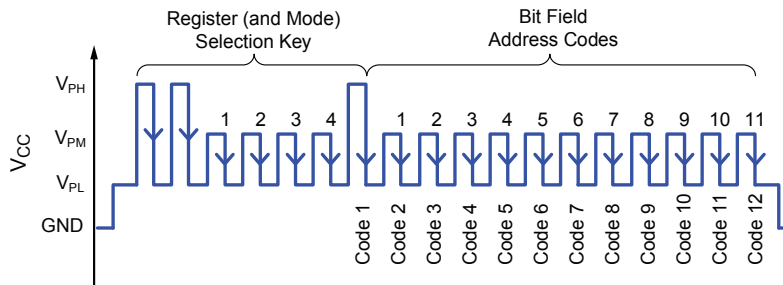 Register (and Mode)
Selection Key
Bit Field
Address Codes
VCC
VPH
VPM
VPL
GND
1 2 3 4
1 2 3 4 5 6 7 8 9 10 11
Code 1
Code 2
Code 3
Code 4
Code 5
Code 6
Code 7
Code 8
Code 9
Code 10
Code 11
Code 12